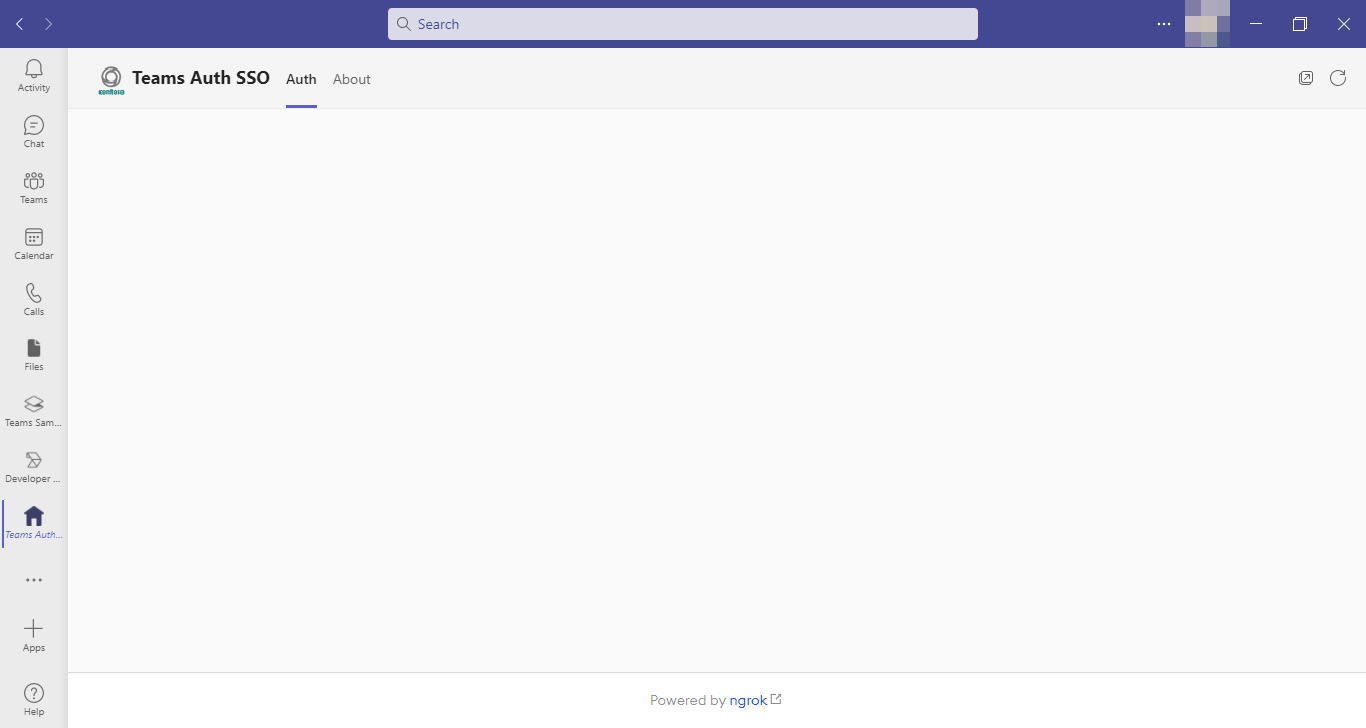 Search
Activity
Chat
Teams
Calendar
Calls
Files
Teams Sam...
Developer ...
Teams Auth...
Apps
Help
contoso
Teams Auth SSO
Auth
About
Powered by ngrok